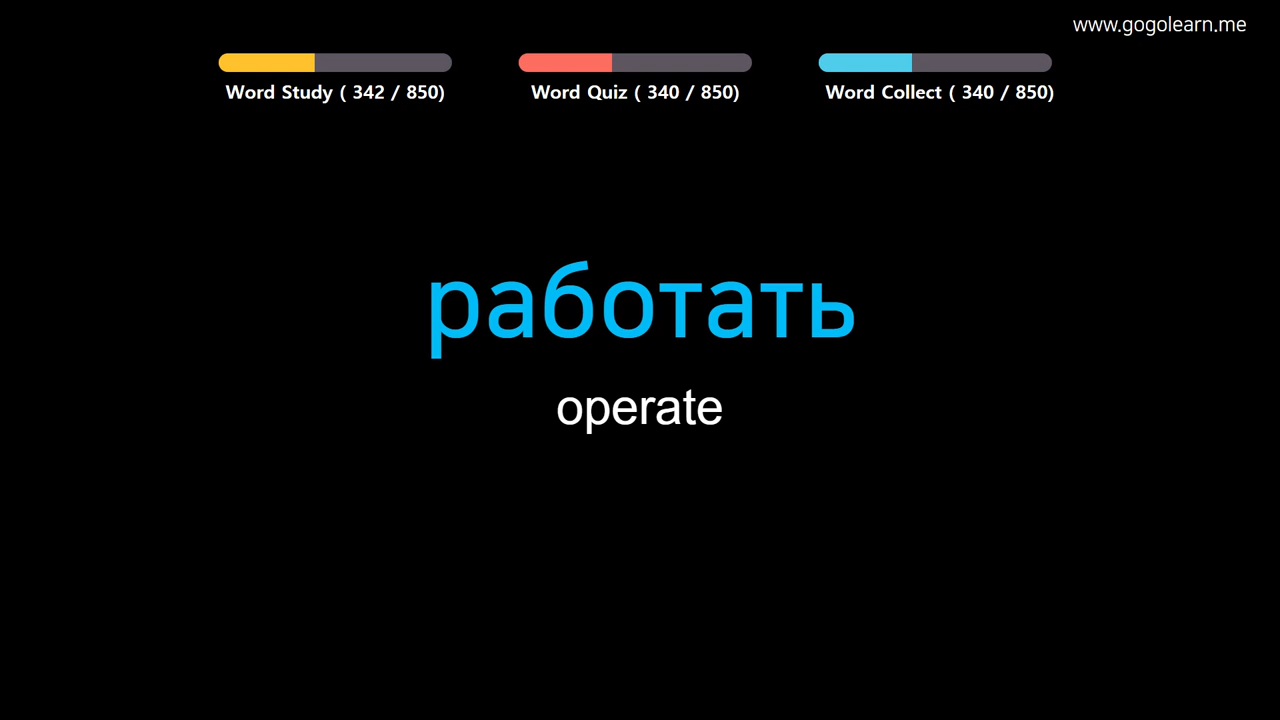 www.gogolearn.me
Word Study ( 342 / 850)
Word Quiz ( 340 / 850)
Word Collect ( 340 / 850)
работать
operate